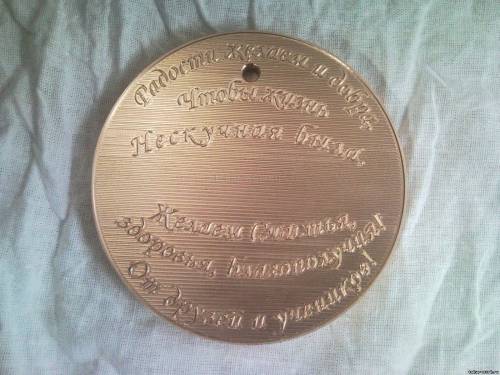 Радости желаем и добра,
Чтобы жизнь
Нескучная была,
Желаем Счастья,
здоровья, благополучия!
От друзей и учеников!